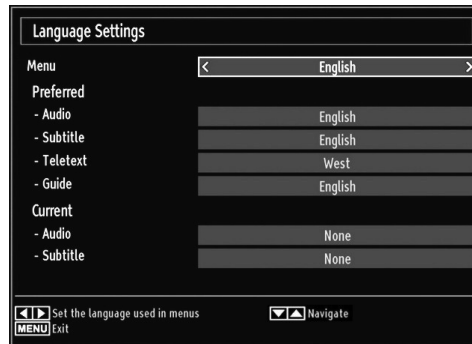 Language Settings
Menu < English >
Preferred
- Audio English
- Subtitle English
- Teletext West
- Guide English
Current
- Audio None
- Subtitle None
◀▶ Set the language used in menus ▼▲ Navigate
MENU Exit